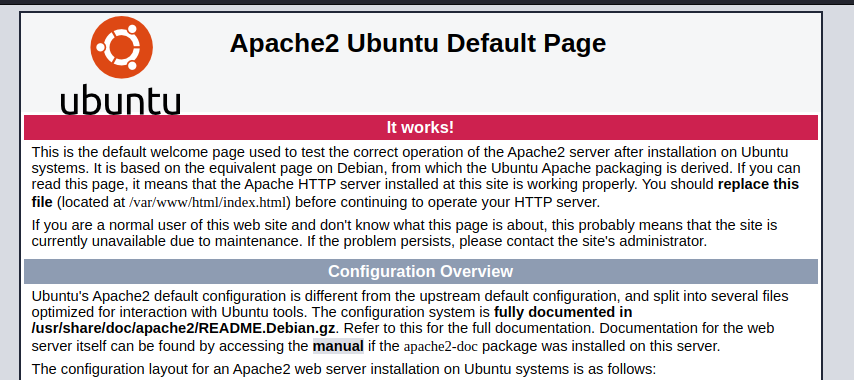 Apache2 Ubuntu Default Page
ubuntu
It works!
This is the default welcome page used to test the correct operation of the Apache2 server after installation on Ubuntu
systems. It is based on the equivalent page on Debian, from which the Ubuntu Apache packaging is derived. If you can
read this page, it means that the Apache HTTP server installed at this site is working properly. You should replace this
file (located at /var/www/html/index.html) before continuing to operate your HTTP server.
If you are a normal user of this web site and don't know what this page is about, this probably means that the site is
currently unavailable due to maintenance. If the problem persists, please contact the site's administrator.
Configuration Overview
Ubuntu's Apache2 default configuration is different from the upstream default configuration, and split into several files
optimized for interaction with Ubuntu tools. The configuration system is fully documented in
/usr/share/doc/apache2/README.Debian.gz. Refer to this for the full documentation. Documentation for the web
server itself can be found by accessing the manual if the apache2-doc package was installed on this server.
The configuration layout for an Apache2 web server installation on Ubuntu systems is as follows: